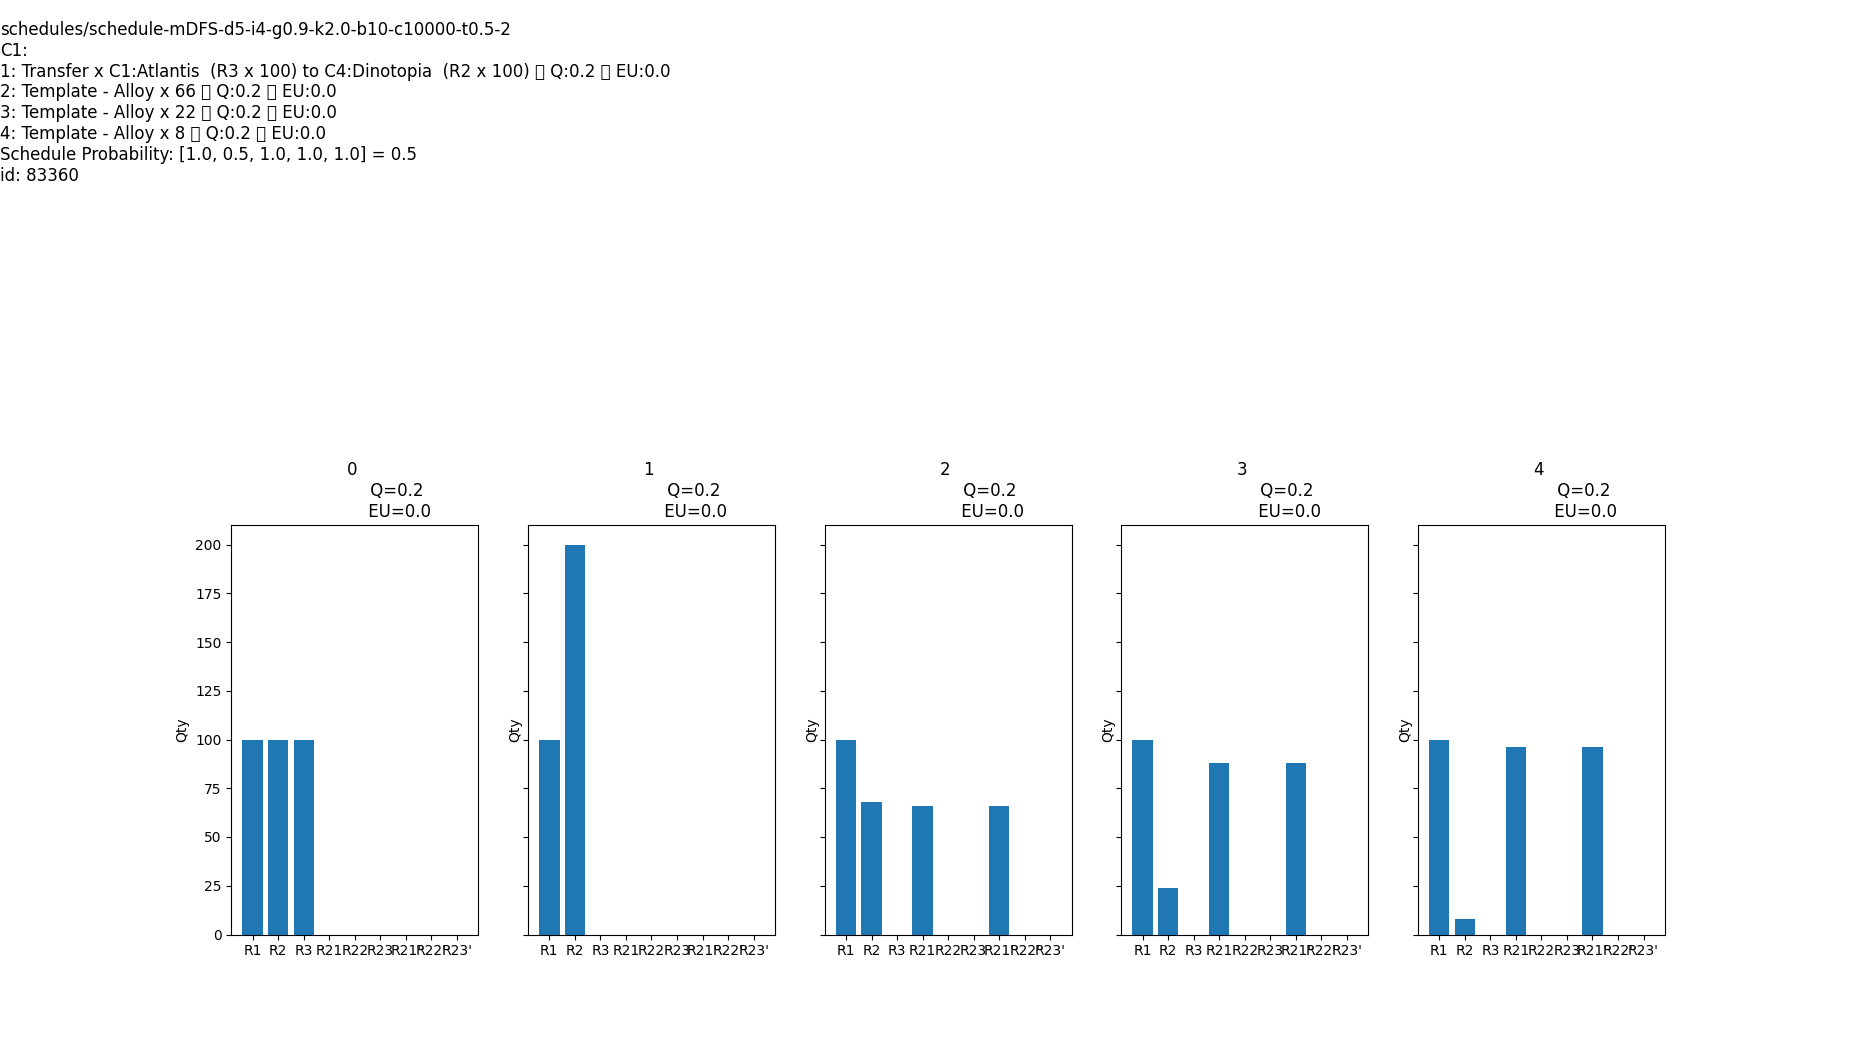 schedules/schedule-mDFS-d5-i4-g0.9-k2.0-b10-c10000-t0.5-2
C1:
1: Transfer x C1:Atlantis  (R3 x 100) to C4:Dinotopia  (R2 x 100) ▯ Q:0.2 ▯ EU:0.0
2: Template - Alloy x 66 ▯ Q:0.2 ▯ EU:0.0
3: Template - Alloy x 22 ▯ Q:0.2 ▯ EU:0.0
4: Template - Alloy x 8 ▯ Q:0.2 ▯ EU:0.0
Schedule Probability: [1.0, 0.5, 1.0, 1.0, 1.0] = 0.5
id: 83360
0 1 2 3 4
Q=0.2 Q=0.2 Q=0.2 Q=0.2 Q=0.2
EU=0.0 EU=0.0 EU=0.0 EU=0.0 EU=0.0
200
175
150
125
100
Qty Qty Qty Qty Qty
75
50
25
0
R1 R2 R3 R21 R22 R23 R21' R22' R23' R1 R2 R3 R21 R22 R23 R21' R22' R23' R1 R2 R3 R21 R22 R23 R21' R22' R23' R1 R2 R3 R21 R22 R23 R21' R22' R23' R1 R2 R3 R21 R22 R23 R21' R22' R23'